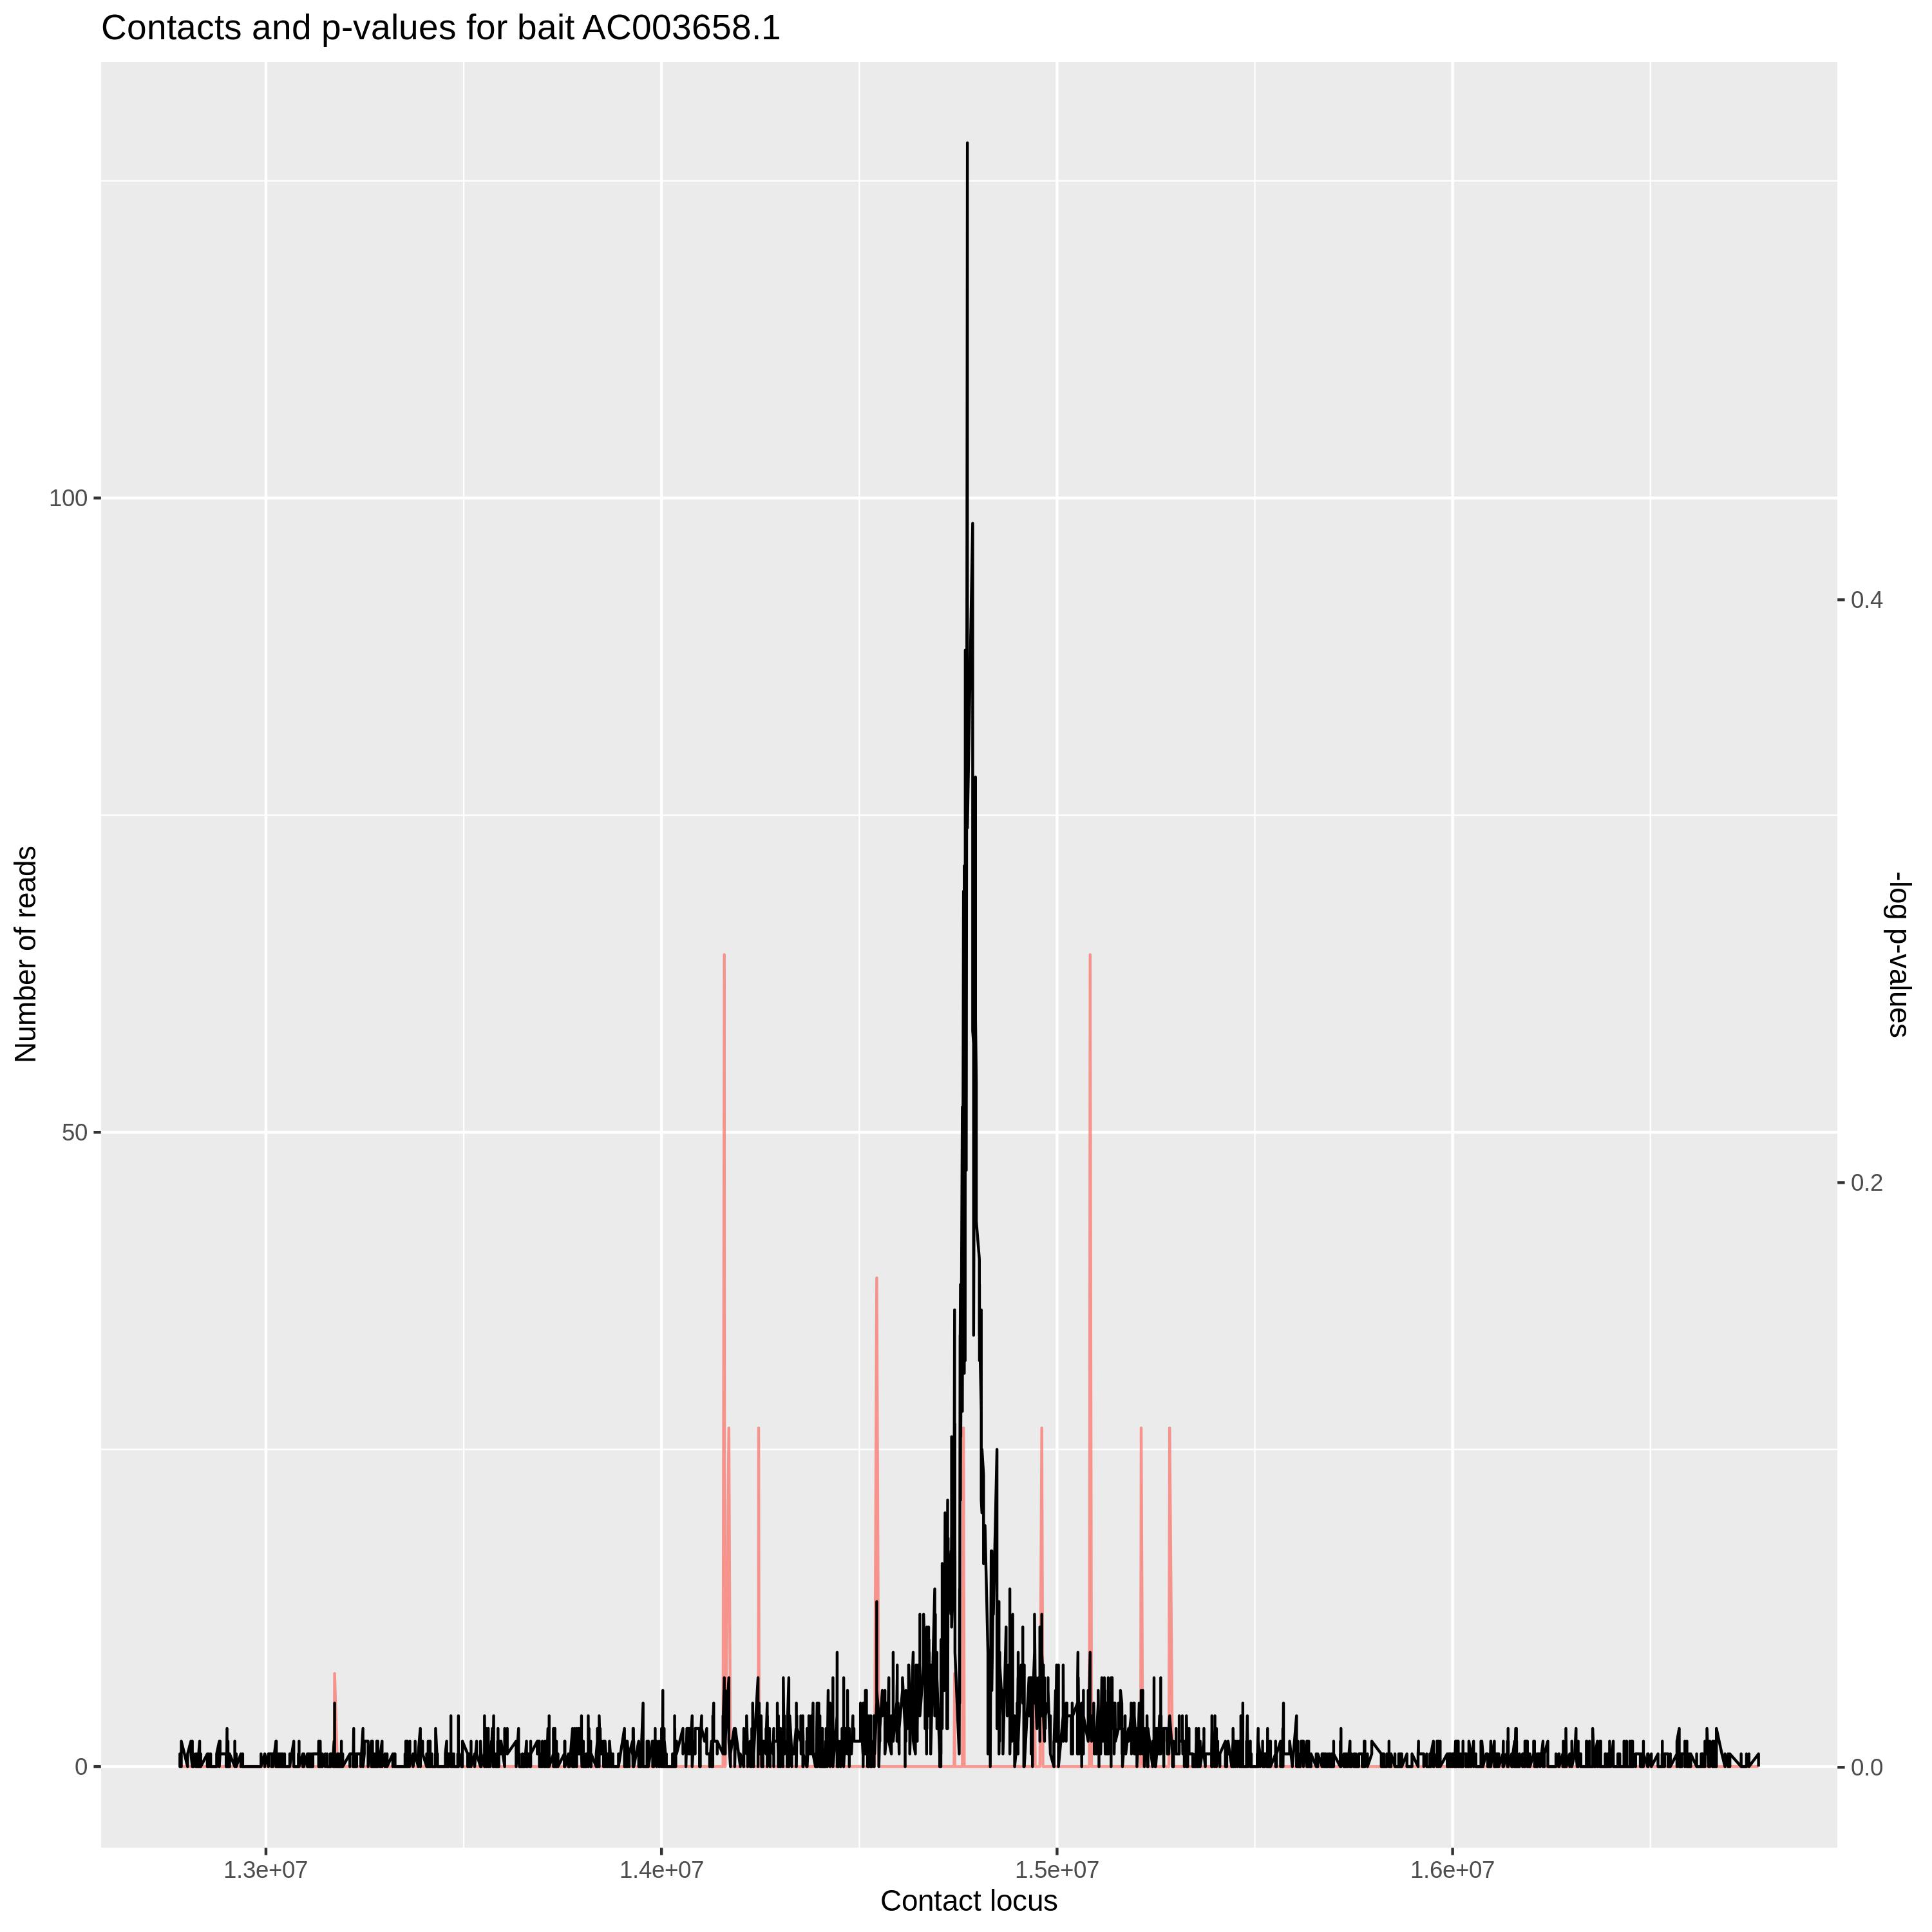 Contacts and p-values for bait AC003658.1
Number of reads
100
50
0
0.4
0.2
0.0
-log p-values
1.3e+07 1.4e+07 1.5e+07 1.6e+07
Contact locus